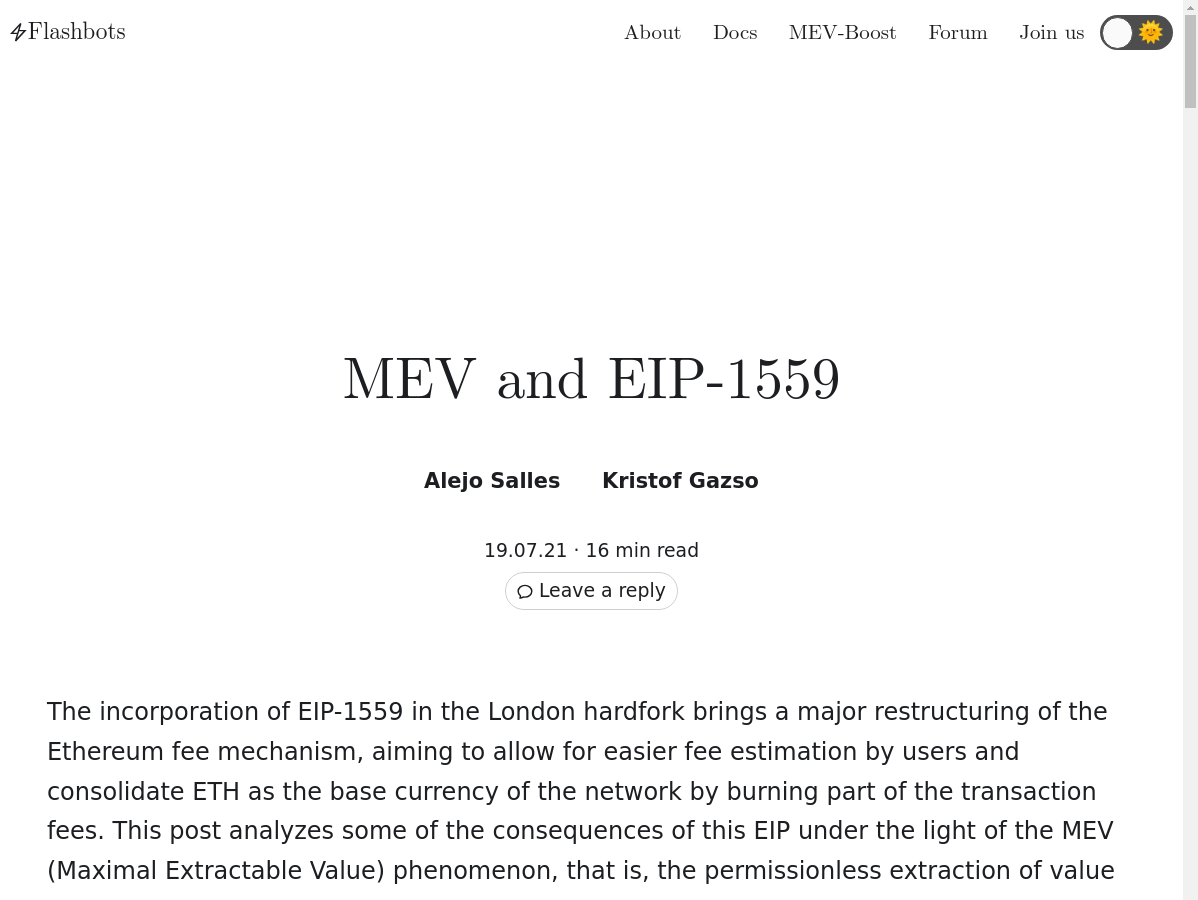 Flashbots
About Docs MEV-Boost Forum Join us
MEV and EIP-1559
Alejo Salles Kristof Gazso
19.07.21 · 16 min read
Leave a reply
The incorporation of EIP-1559 in the London hardfork brings a major restructuring of the
Ethereum fee mechanism, aiming to allow for easier fee estimation by users and
consolidate ETH as the base currency of the network by burning part of the transaction
fees. This post analyzes some of the consequences of this EIP under the light of the MEV
(Maximal Extractable Value) phenomenon, that is, the permissionless extraction of value